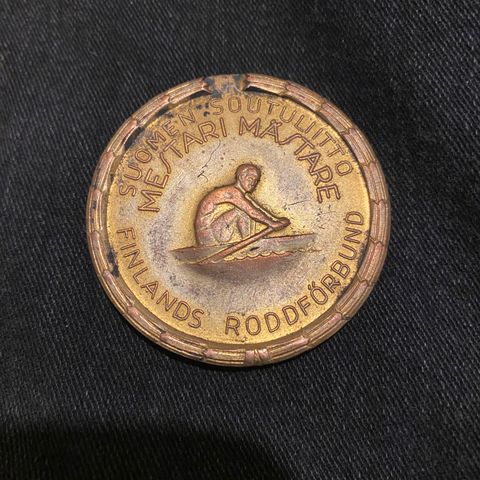 SUOMEN SOUTULIITTO
MESTARI MÄSTARE
FINLANDS RODDFÖRBUND